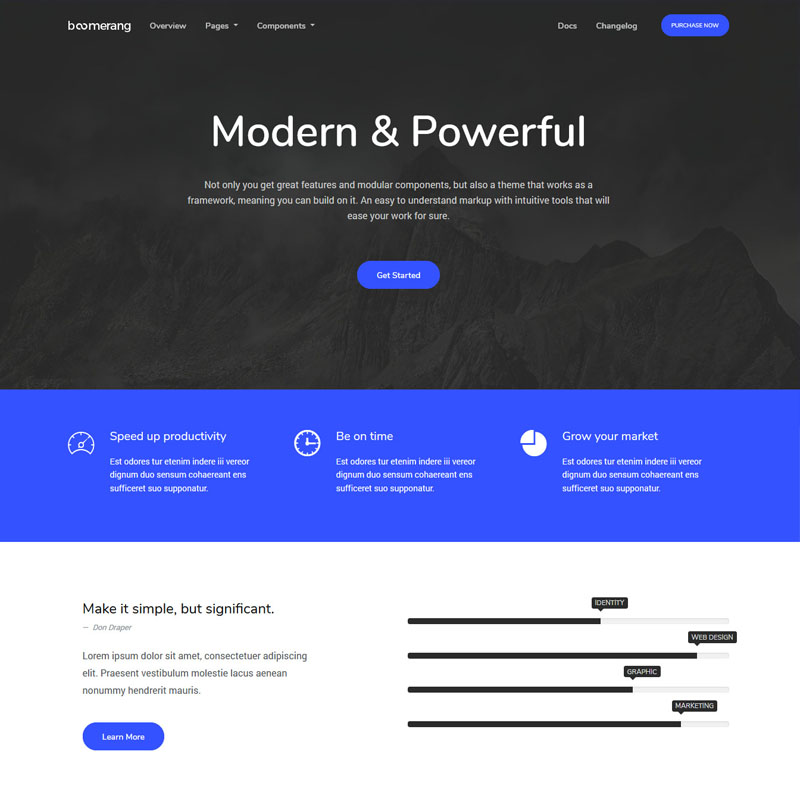 boomerang Overview Pages Components Docs Changelog PURCHASE NOW
Modern & Powerful
Not only you get great features and modular components, but also a theme that works as a
framework, meaning you can build on it. An easy to understand markup with intuitive tools that will
ease your work for sure.
Get Started
Speed up productivity
Est odores tur etenim indere iii vereor
dignum duo sensum cohaereant ens
sufficeret suo supponatur.
Be on time
Est odores tur etenim indere iii vereor
dignum duo sensum cohaereant ens
sufficeret suo supponatur.
Grow your market
Est odores tur etenim indere iii vereor
dignum duo sensum cohaereant ens
sufficeret suo supponatur.
Make it simple, but significant.
— Don Draper
Lorem ipsum dolor sit amet, consectetuer adipiscing
elit. Praesent vestibulum molestie lacus aenean
nonummy hendrerit mauris.
Learn More
IDENTITY
WEB DESIGN
GRAPHIC
MARKETING